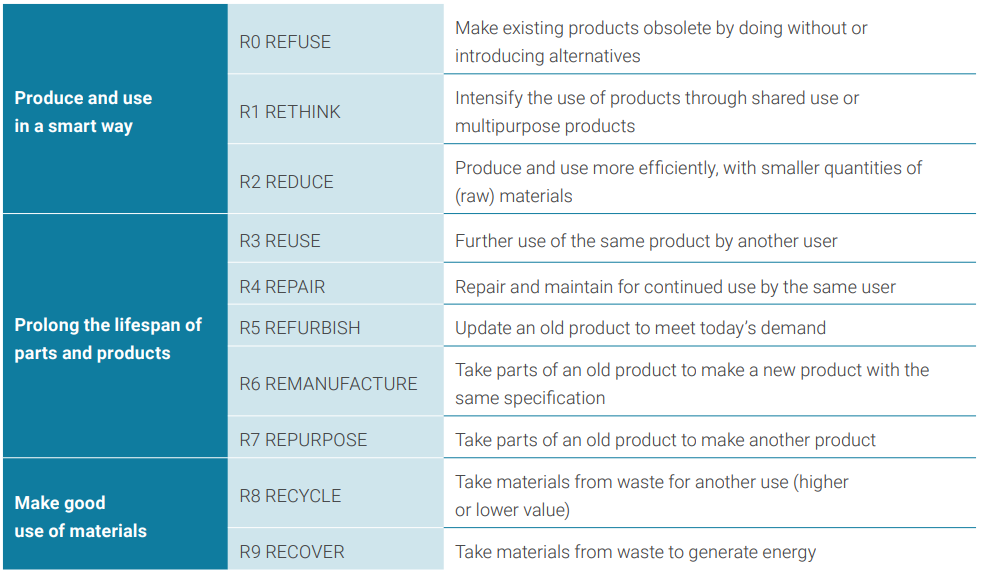 Produce and use
in a smart way
R0 REFUSE
Make existing products obsolete by doing without or
introducing alternatives
R1 RETHINK
Intensify the use of products through shared use or
multipurpose products
R2 REDUCE
Produce and use more efficiently, with smaller quantities of
(raw) materials
Prolong the lifespan of
parts and products
R3 REUSE
Further use of the same product by another user
R4 REPAIR
Repair and maintain for continued use by the same user
R5 REFURBISH
Update an old product to meet today’s demand
R6 REMANUFACTURE
Take parts of an old product to make a new product with the
same specification
R7 REPURPOSE
Take parts of an old product to make another product
Make good
use of materials
R8 RECYCLE
Take materials from waste for another use (higher
or lower value)
R9 RECOVER
Take materials from waste to generate energy